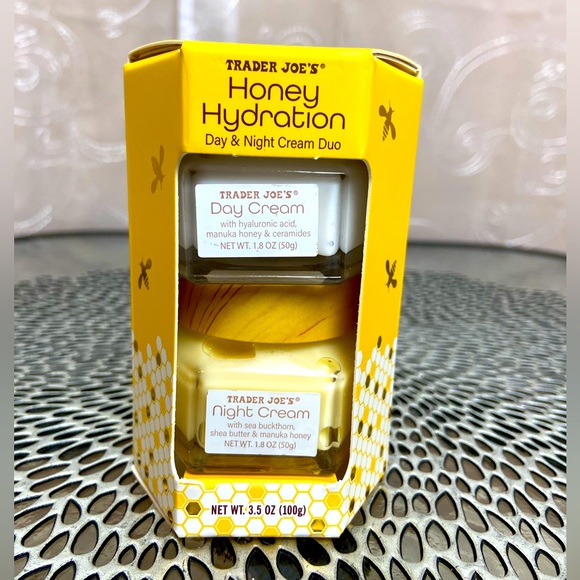 TRADER JOE'S®
Honey
Hydration
Day & Night Cream Duo
TRADER JOE'S®
Day Cream
with hyaluronic acid,
manuka honey & ceramides
NET WT. 1.8 OZ (50g)
TRADER JOE'S®
Night Cream
with sea buckthorn,
shea butter & manuka honey
NET WT. 1.8 OZ (50g)
NET WT. 3.5 OZ (100g)